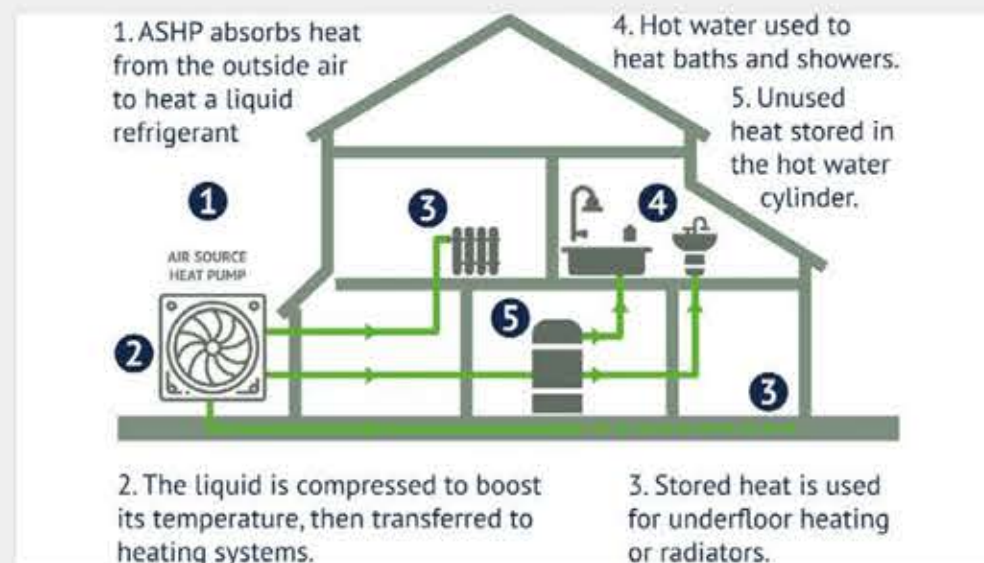 1. ASHP absorbs heat
from the outside air
to heat a liquid
refrigerant
4. Hot water used to
heat baths and showers.
5. Unused
heat stored in
the hot water
cylinder.
1
3
4
AIR SOURCE
HEAT PUMP
5
2
3
2. The liquid is compressed to boost
its temperature, then transferred to
heating systems.
3. Stored heat is used
for underfloor heating
or radiators.